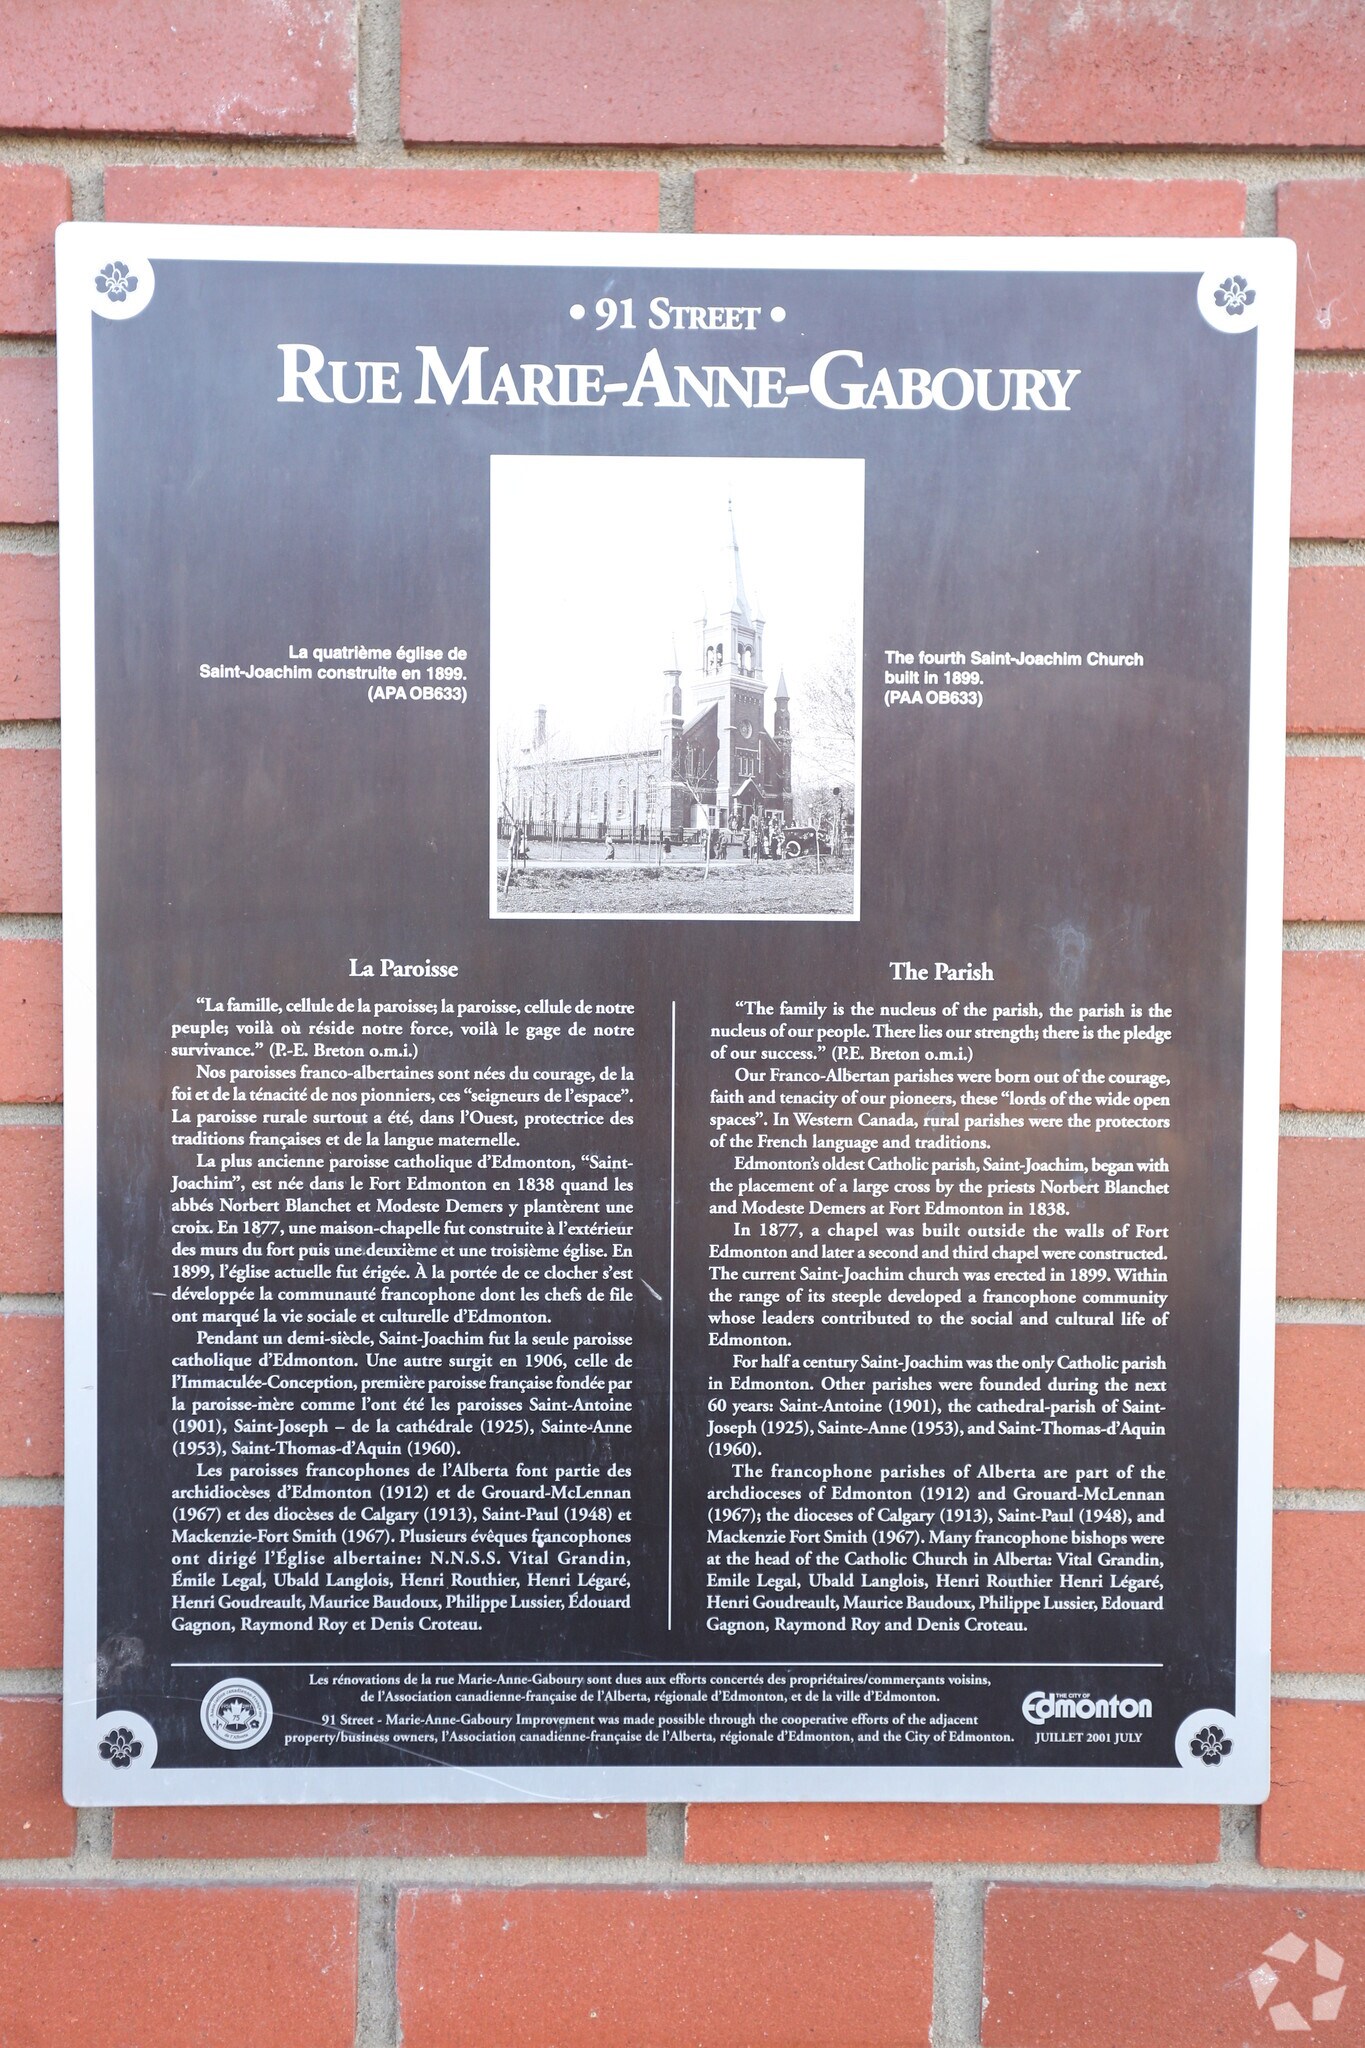 • 91 STREET •
RUE MARIE-ANNE-GABOURY
La quatrième église de
Saint-Joachim construite en 1899.
(APA OB633)
The fourth Saint-Joachim Church
built in 1899.
(PAA OB633)
La Paroisse
“La famille, cellule de la paroisse; la paroisse, cellule de notre
peuple; voilà où réside notre force, voilà le gage de notre
survivance.” (P.-E. Breton o.m.i.)
Nos paroisses franco-albertaines sont nées du courage, de la
foi et de la ténacité de nos pionniers, ces “seigneurs de l’espace”.
La paroisse rurale surtout a été, dans l’Ouest, protectrice des
traditions françaises et de la langue maternelle.
La plus ancienne paroisse catholique d’Edmonton, “Saint-
Joachim”, est née dans le Fort Edmonton en 1838 quand les
abbés Norbert Blanchet et Modeste Demers y plantèrent une
croix. En 1877, une maison-chapelle fut construite à l’extérieur
des murs du fort puis une deuxième et une troisième église. En
1899, l’église actuelle fut érigée. À la portée de ce clocher s’est
développée la communauté francophone dont les chefs de file
ont marqué la vie sociale et culturelle d’Edmonton.
Pendant un demi-siècle, Saint-Joachim fut la seule paroisse
catholique d’Edmonton. Une autre surgit en 1906, celle de
l’Immaculée-Conception, première paroisse française fondée par
la paroisse-mère comme l’ont été les paroisses Saint-Antoine
(1901), Saint-Joseph – de la cathédrale (1925), Sainte-Anne
(1953), Saint-Thomas-d’Aquin (1960).
Les paroisses francophones de l’Alberta font partie des
archidiocèses d’Edmonton (1912) et de Grouard-McLennan
(1967) et des diocèses de Calgary (1913), Saint-Paul (1948) et
Mackenzie-Fort Smith (1967). Plusieurs évêques francophones
ont dirigé l’Église albertaine: N.N.S.S. Vital Grandin,
Émile Legal, Ubald Langlois, Henri Routhier, Henri Légaré,
Henri Goudreault, Maurice Baudoux, Philippe Lussier, Édouard
Gagnon, Raymond Roy et Denis Croteau.
The Parish
“The family is the nucleus of the parish, the parish is the
nucleus of our people. There lies our strength; there is the pledge
of our success.” (P.E. Breton o.m.i.)
Our Franco-Albertan parishes were born out of the courage,
faith and tenacity of our pioneers, these “lords of the wide open
spaces”. In Western Canada, rural parishes were the protectors
of the French language and traditions.
Edmonton’s oldest Catholic parish, Saint-Joachim, began with
the placement of a large cross by the priests Norbert Blanchet
and Modeste Demers at Fort Edmonton in 1838.
In 1877, a chapel was built outside the walls of Fort
Edmonton and later a second and third chapel were constructed.
The current Saint-Joachim church was erected in 1899. Within
the range of its steeple developed a francophone community
whose leaders contributed to the social and cultural life of
Edmonton.
For half a century Saint-Joachim was the only Catholic parish
in Edmonton. Other parishes were founded during the next
60 years: Saint-Antoine (1901), the cathedral-parish of Saint-
Joseph (1925), Sainte-Anne (1953), and Saint-Thomas-d’Aquin
(1960).
The francophone parishes of Alberta are part of the
archdioceses of Edmonton (1912) and Grouard-McLennan
(1967); the dioceses of Calgary (1913), Saint-Paul (1948), and
Mackenzie Fort Smith (1967). Many francophone bishops were
at the head of the Catholic Church in Alberta: Vital Grandin,
Emile Legal, Ubald Langlois, Henri Routhier Henri Légaré,
Henri Goudreault, Maurice Baudoux, Philippe Lussier, Edouard
Gagnon, Raymond Roy and Denis Croteau.
75
Les rénovations de la rue Marie-Anne-Gaboury sont dues aux efforts concertés des propriétaires/commerçants voisins,
de l’Association canadienne-française de l’Alberta, régionale d’Edmonton, et de la ville d’Edmonton.
91 Street - Marie-Anne-Gaboury Improvement was made possible through the cooperative efforts of the adjacent
property/business owners, l’Association canadienne-française de l’Alberta, régionale d’Edmonton, and the City of Edmonton.
THE CITY OF
Edmonton
JUILLET 2001 JULY